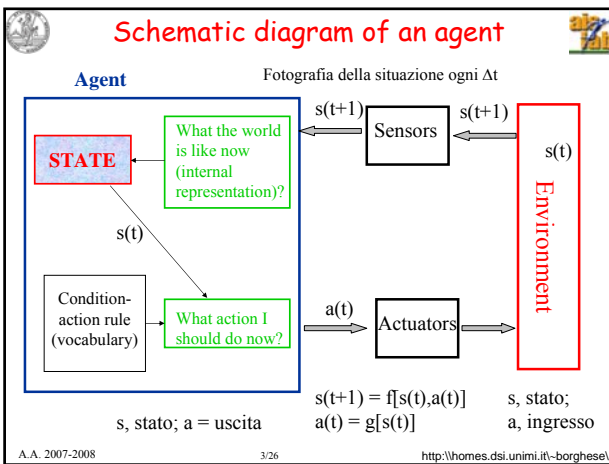 Schematic diagram of an agent
Agent
Fotografia della situazione ogni Δt
s(t+1)
s(t+1)
What the world
is like now
(internal
representation)?
Sensors
s(t)
STATE
Environment
s(t)
Condition-
action rule
(vocabulary)
What action I
should do now?
a(t)
Actuators
s(t+1) = f[s(t),a(t)]
a(t) = g[s(t)]
s, stato;
a, ingresso
s, stato; a = uscita
A.A. 2007-2008
3/26
http:\\homes.dsi.unimi.it\~borghese\